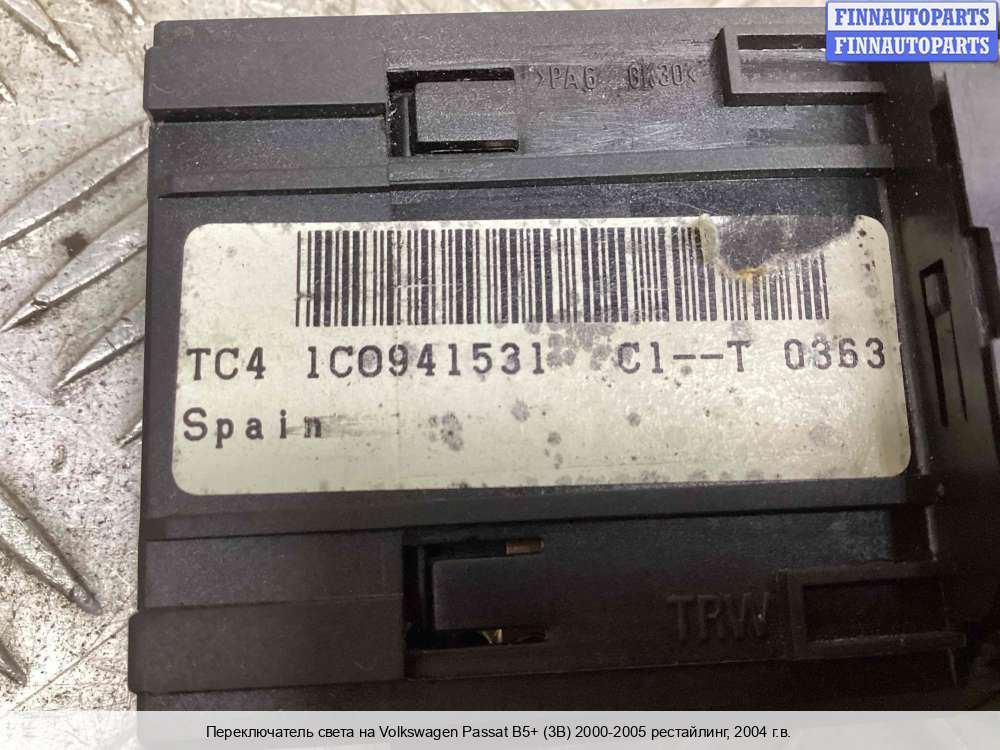 FINNAUTOPARTS
FINNAUTOPARTS
>PA6 GK30<
TC4 1C0941531 C1--T 0363
Spain
TRW
Переключатель света на Volkswagen Passat B5+ (3B) 2000-2005 рестайлинг, 2004 г.в.